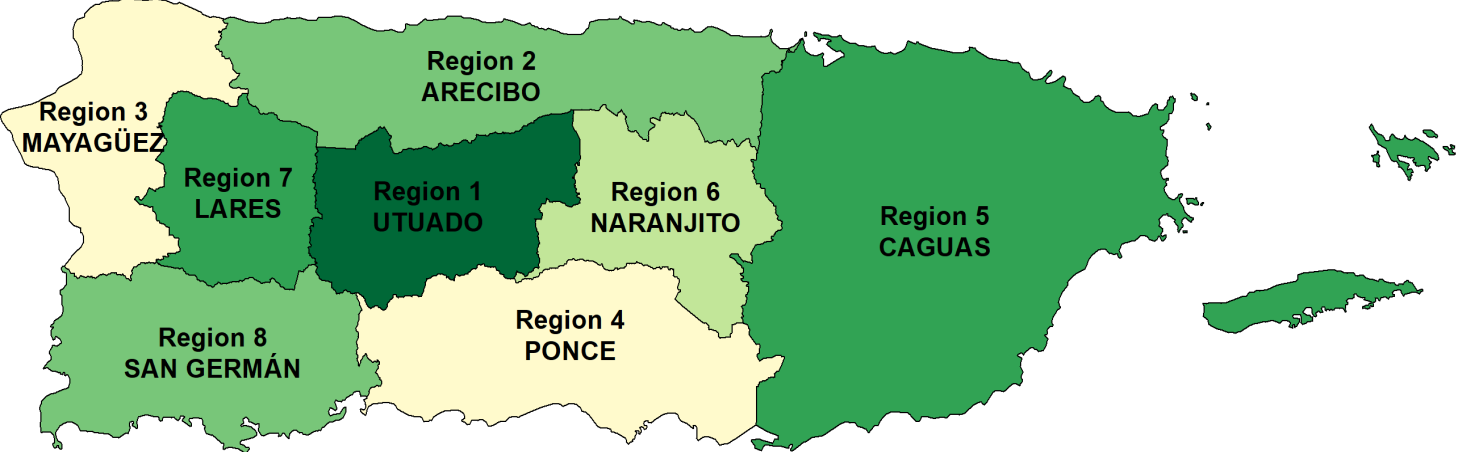 Region 2
ARECIBO
Region 3
MAYAGÜEZ
Region 7
LARES
Region 1
UTUADO
Region 6
NARANJITO
Region 5
CAGUAS
Region 4
PONCE
Region 8
SAN GERMÁN